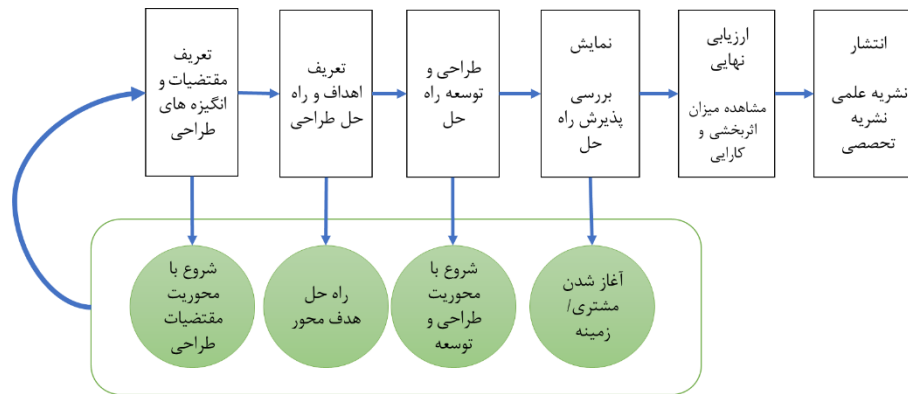 تعریف
مقتضیات و
انگیزه های
طراحی
تعریف
اهداف و راه
حل طراحی
طراحی و
توسعه راه
حل
نمایش
بررسی
پذیرش راه
حل
ارزیابی
نهایی
مشاهده میزان
اثربخشی و
کارایی
انتشار
نشریه علمی
نشریه
تحصصی
شروع با
محوریت
مقتضیات
طراحی
راه حل
هدف محور
شروع با
محوریت
طراحی و
توسعه
آغاز شدن
مشتری/
زمینه